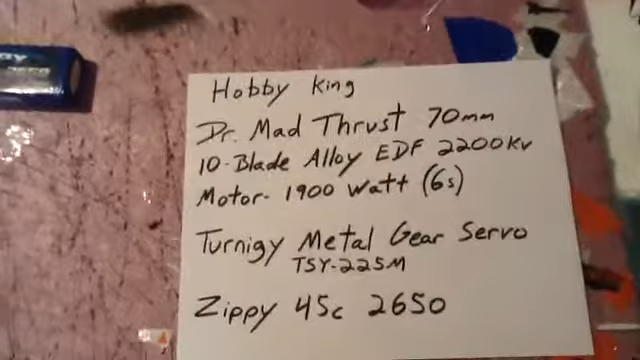 Hobby King
Dr. Mad Thrust 70mm
10-Blade Alloy EDF 2200Kv
Motor- 1900 watt (6s)
Turnigy Metal Gear Servo
TSY-225M
Zippy 45c 2650